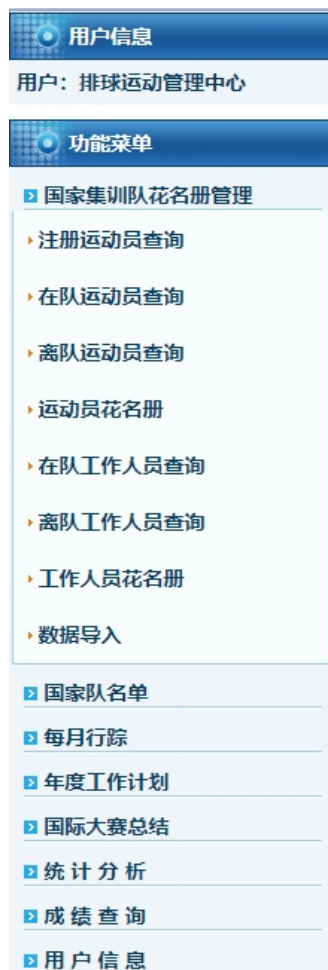 用户信息
用户：排球运动管理中心
功能菜单
国家集训队花名册管理
注册运动员查询
在队运动员查询
离队运动员查询
运动员花名册
在队工作人员查询
离队工作人员查询
工作人员花名册
数据导入
国家队名单
每月行踪
年度工作计划
国际大赛总结
统 计 分 析
成 绩 查 询
用 户 信 息